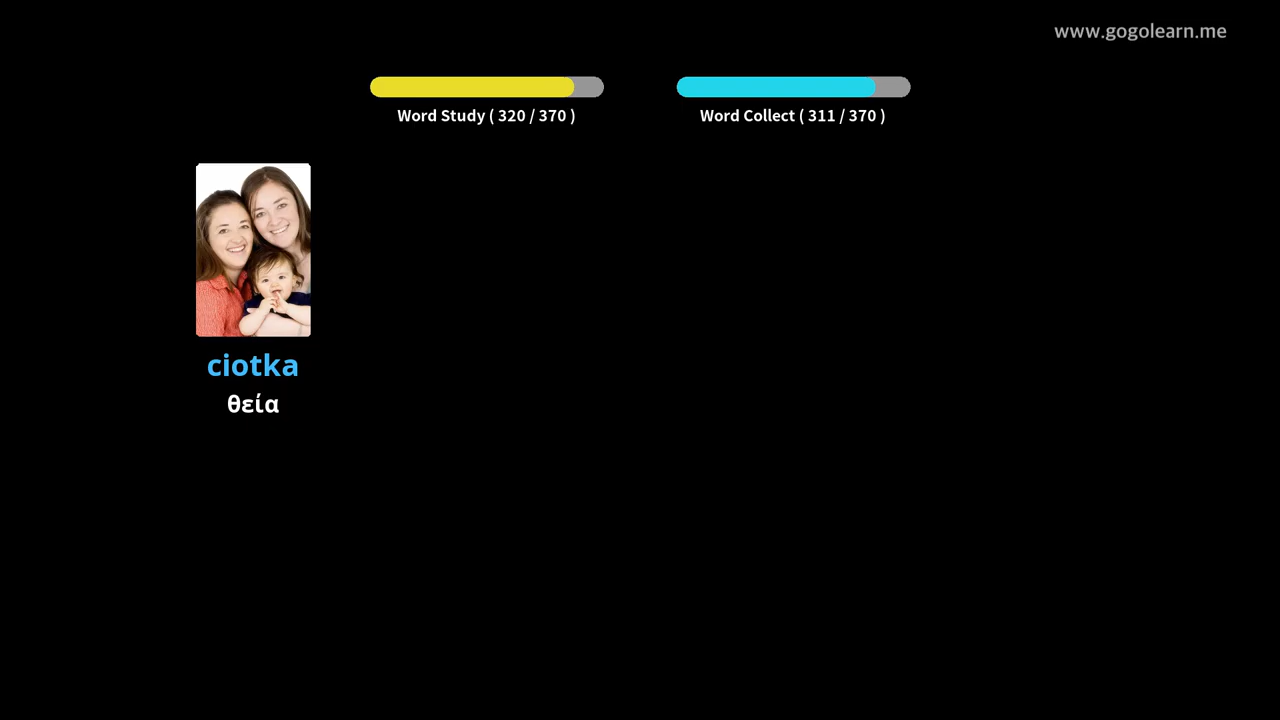 www.gogolearn.me
Word Study ( 320 / 370 )
Word Collect ( 311 / 370 )
ciotka
θεία